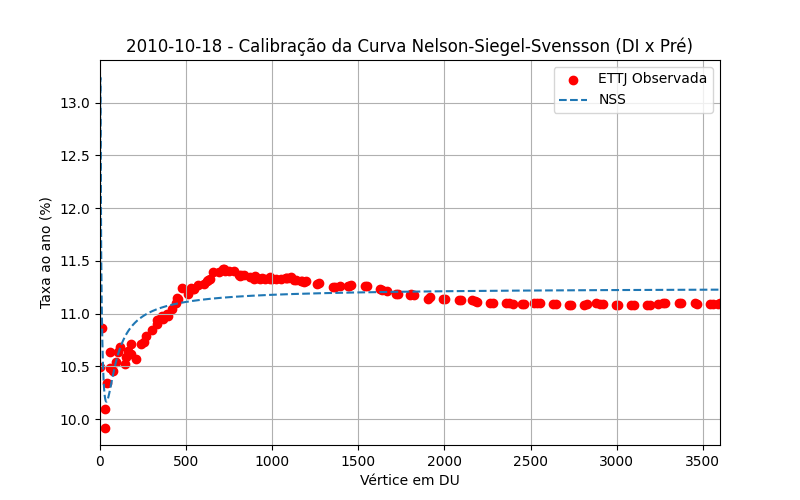 2010-10-18 - Calibração da Curva Nelson-Siegel-Svensson (DI x Pré)
ETTJ Observada
NSS
Taxa ao ano (%)
13.0
12.5
12.0
11.5
11.0
10.5
10.0
0 500 1000 1500 2000 2500 3000 3500
Vértice em DU